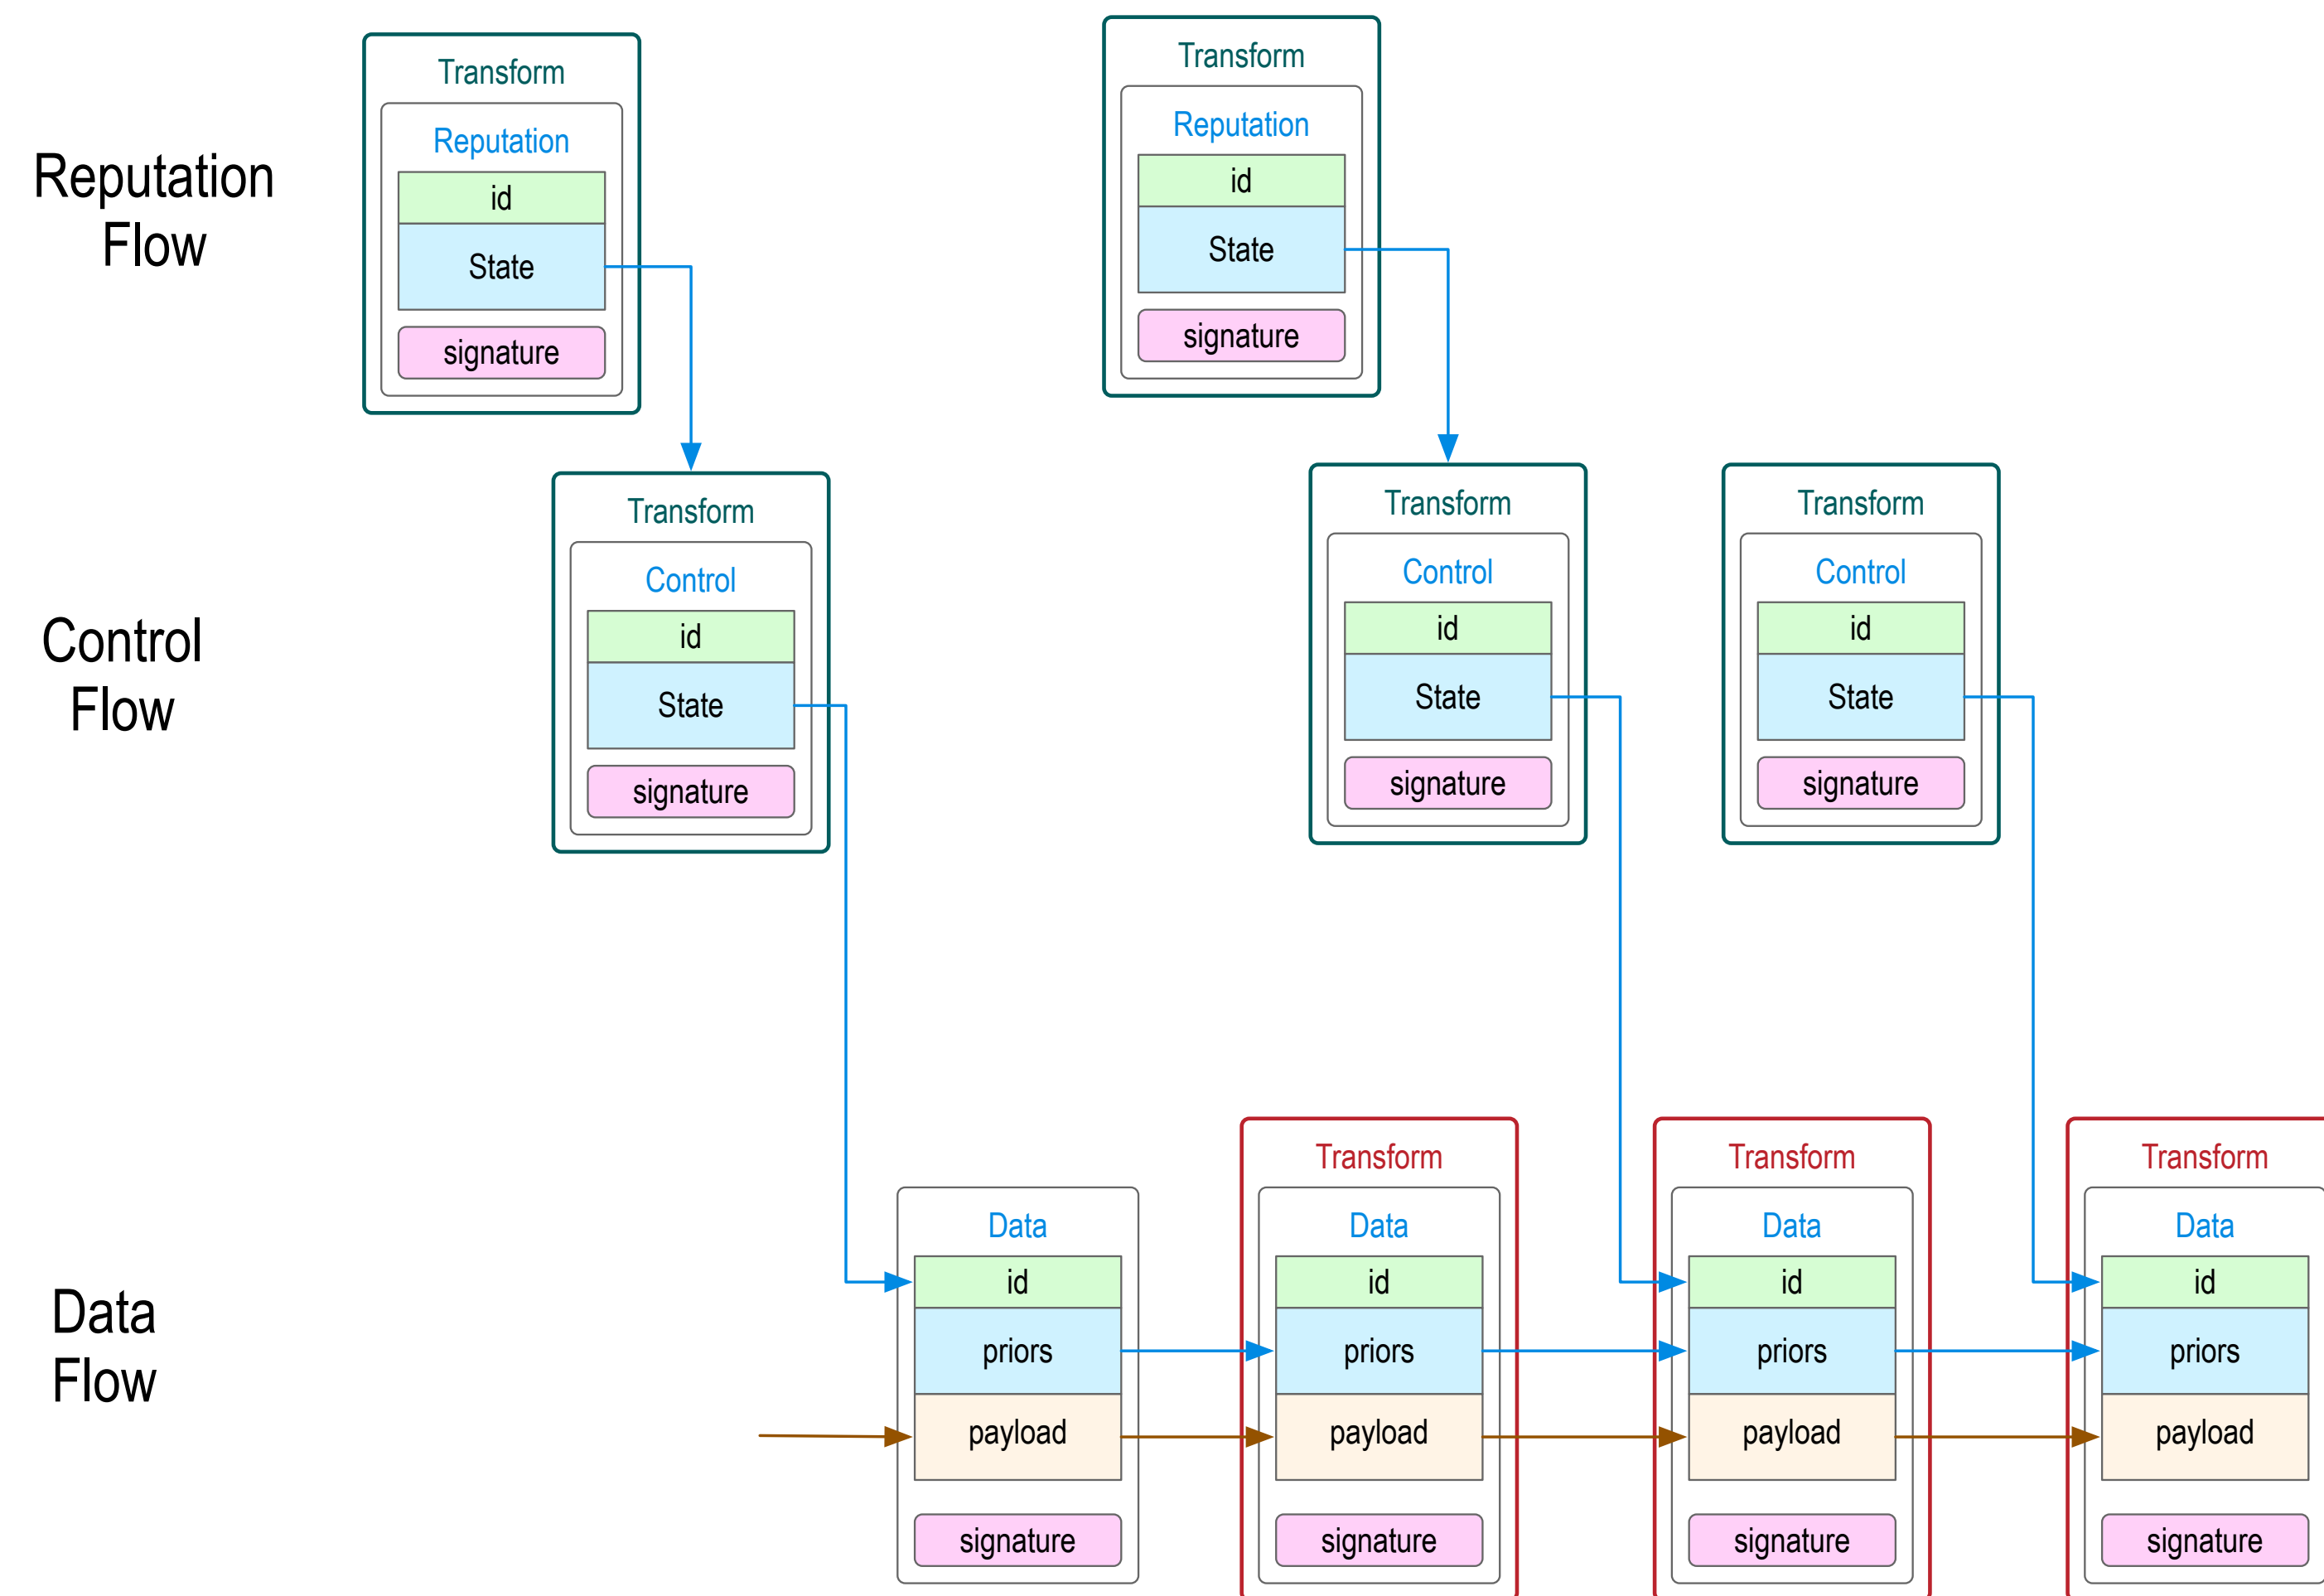 Reputation
Flow
Transform
Reputation
id
State
signature
Transform
Reputation
id
State
signature
Control
Flow
Transform
Control
id
State
signature
Transform
Control
id
State
signature
Transform
Control
id
State
signature
Data
Flow
Data
id
priors
payload
signature
Transform
Data
id
priors
payload
signature
Transform
Data
id
priors
payload
signature
Transform
Data
id
priors
payload
signature